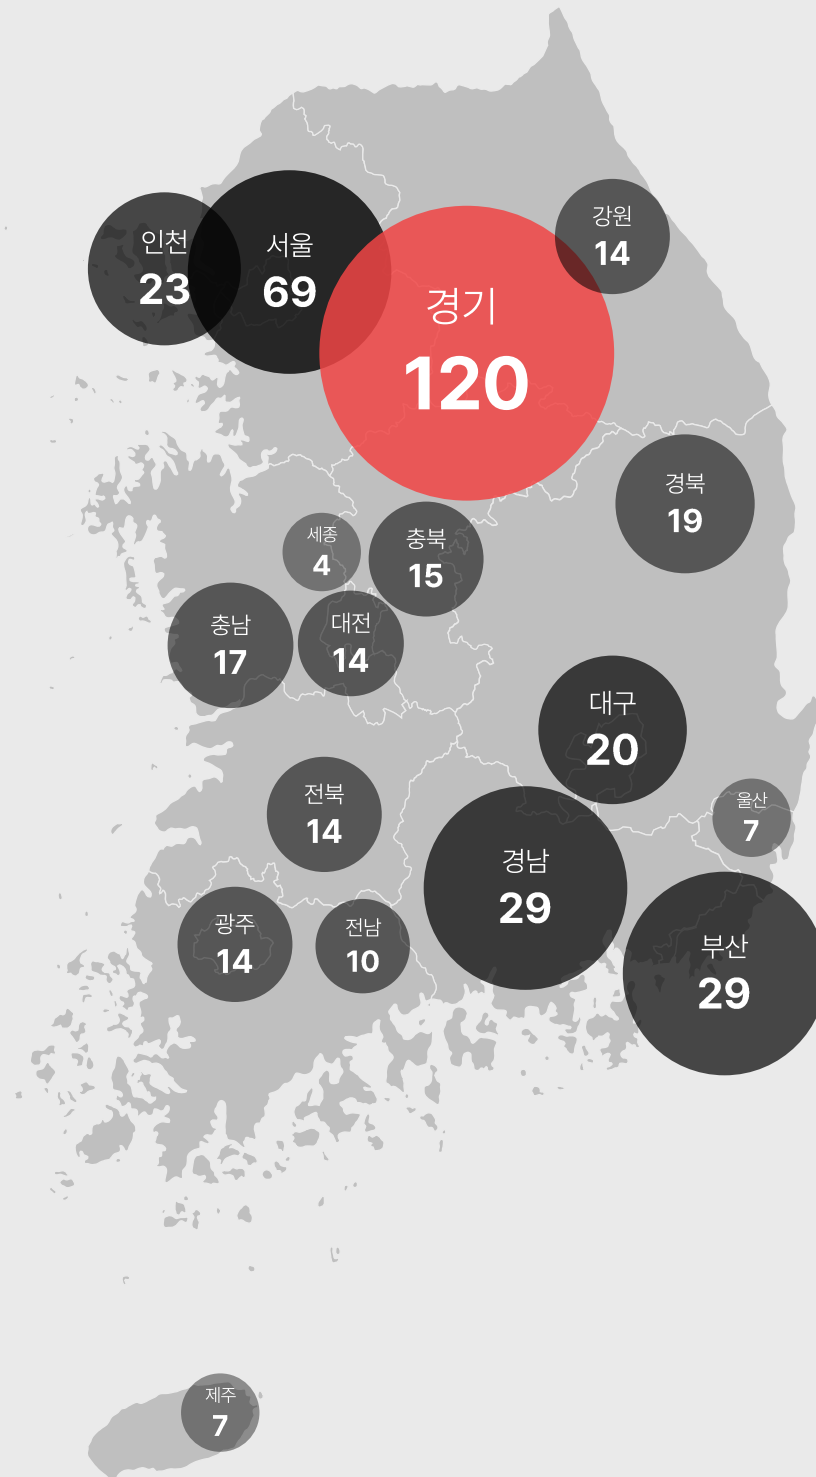 인천
23
서울
69
경기
120
강원
14
경북
19
세종
4
충북
15
충남
17
대전
14
대구
20
전북
14
울산
7
경남
29
광주
14
전남
10
부산
29
제주
7